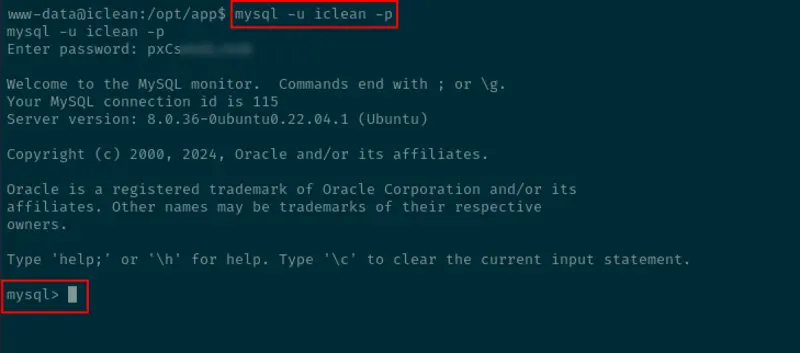 www-data@iclean:/opt/app$ mysql -u iclean -p
mysql -u iclean -p
Enter password: pxCs
Welcome to the MySQL monitor.  Commands end with ; or \g.
Your MySQL connection id is 115
Server version: 8.0.36-0ubuntu0.22.04.1 (Ubuntu)
Copyright (c) 2000, 2024, Oracle and/or its affiliates.
Oracle is a registered trademark of Oracle Corporation and/or its
affiliates. Other names may be trademarks of their respective
owners.
Type 'help;' or '\h' for help. Type '\c' to clear the current input statement.
mysql>